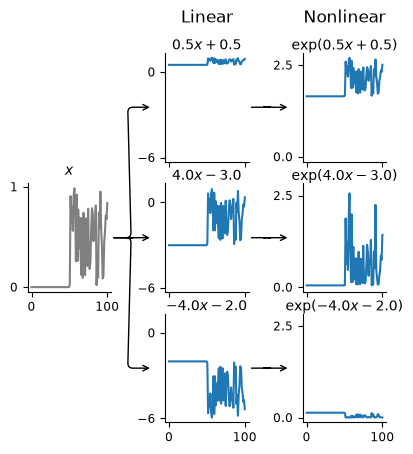 Linear
Nonlinear
0.5x + 0.5
exp(0.5x + 0.5)
0
−6
2.5
0.0
x
1
0
0
100
4.0x − 3.0
exp(4.0x − 3.0)
0
−6
2.5
0.0
−4.0x − 2.0
exp(−4.0x − 2.0)
0
−6
0
100
2.5
0.0
0
100